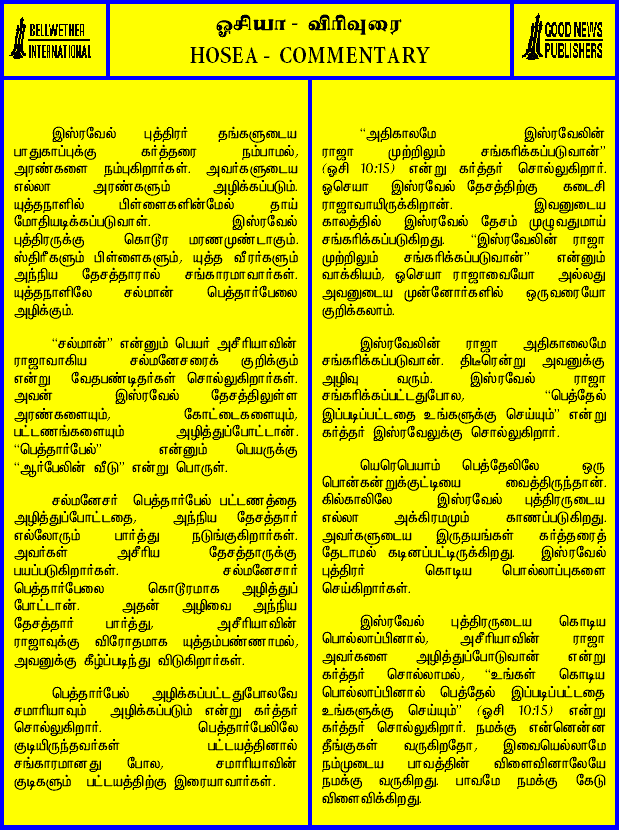 BELLWETHER
INTERNATIONAL
ஓசியா - விரிவுரை
HOSEA - COMMENTARY
GOOD NEWS
PUBLISHERS
இஸ்ரவேல் புத்திரர் தங்களுடைய
பாதுகாப்புக்கு கர்த்தரை நம்பாமல்,
அரண்களை நம்புகிறார்கள். அவர்களுடைய
எல்லா அரண்களும் அழிக்கப்படும்.
யுத்தநாளில் பிள்ளைகளின்மேல் தாய்
மோதியடிக்கப்படுவாள். இஸ்ரவேல்
புத்திரருக்கு கொடூர மரணமுண்டாகும்.
ஸ்திரீகளும் பிள்ளைகளும், யுத்த வீரர்களும்
அந்நிய தேசத்தாரால் சங்காரமாவார்கள்.
யுத்தநாளிலே சல்மான் பெத்தார்பேலை
அழிக்கும்.
“சல்மான்” என்னும் பெயர் அசீரியாவின்
ராஜாவாகிய சல்மனேசரைக் குறிக்கும்
என்று வேதபண்டிதர்கள் சொல்லுகிறார்கள்.
அவன் இஸ்ரவேல் தேசத்திலுள்ள
அரண்களையும், கோட்டைகளையும்,
பட்டணங்களையும் அழித்துப்போட்டான்.
“பெத்தார்பேல்” என்னும் பெயருக்கு
“ஆர்பேலின் வீடு” என்று பொருள்.
சல்மனேசர் பெத்தார்பேல் பட்டணத்தை
அழித்துப்போட்டதை, அந்நிய தேசத்தார்
எல்லோரும் பார்த்து நடுங்குகிறார்கள்.
அவர்கள் அசீரிய தேசத்தாருக்கு
பயப்படுகிறார்கள். சல்மனேசார்
பெத்தார்பேலை கொடூரமாக அழித்துப்
போட்டான். அதன் அழிவை அந்நிய
தேசத்தார் பார்த்து, அசீரியாவின்
ராஜாவுக்கு விரோதமாக யுத்தம்பண்ணாமல்,
அவனுக்கு கீழ்ப்படிந்து விடுகிறார்கள்.
பெத்தார்பேல் அழிக்கப்பட்டதுபோலவே
சமாரியாவும் அழிக்கப்படும் என்று கர்த்தர்
சொல்லுகிறார். பெத்தார்பேலிலே
குடியிருந்தவர்கள் பட்டயத்தினால்
சங்காரமானது போல, சமாரியாவின்
குடிகளும் பட்டயத்திற்கு இரையாவார்கள்.
“அதிகாலமே இஸ்ரவேலின்
ராஜா முற்றிலும் சங்கரிக்கப்படுவான்”
(ஓசி 10:15) என்று கர்த்தர் சொல்லுகிறார்.
ஓசெயா இஸ்ரவேல் தேசத்திற்கு கடைசி
ராஜாவாயிருக்கிறான். இவனுடைய
காலத்தில் இஸ்ரவேல் தேசம் முழுவதுமாய்
சங்கரிக்கப்படுகிறது. “இஸ்ரவேலின் ராஜா
முற்றிலும் சங்கரிக்கப்படுவான்” என்னும்
வாக்கியம், ஓசெயா ராஜாவையோ அல்லது
அவனுடைய முன்னோர்களில் ஒருவரையோ
குறிக்கலாம்.
இஸ்ரவேலின் ராஜா அதிகாலைமே
சங்கரிக்கப்படுவான். திடீரென்று அவனுக்கு
அழிவு வரும். இஸ்ரவேல் ராஜா
சங்கரிக்கப்பட்டதுபோல, “பெத்தேல்
இப்படிப்பட்டதை உங்களுக்கு செய்யும்” என்று
கர்த்தர் இஸ்ரவேலுக்கு சொல்லுகிறார்.
யெரெபெயாம் பெத்தேலிலே ஒரு
பொன்கன்றுக்குட்டியை வைத்திருந்தான்.
கில்காலிலே இஸ்ரவேல் புத்திரருடைய
எல்லா அக்கிரமமும் காணப்படுகிறது.
அவர்களுடைய இருதயங்கள் கர்த்தரைத்
தேடாமல் கடினப்பட்டிருக்கிறது. இஸ்ரவேல்
புத்திரர் கொடிய பொல்லாப்புகளை
செய்கிறார்கள்.
இஸ்ரவேல் புத்திரருடைய கொடிய
பொல்லாப்பினால், அசீரியாவின் ராஜா
அவர்களை அழித்துப்போடுவான் என்று
கர்த்தர் சொல்லாமல், “உங்கள் கொடிய
பொல்லாப்பினால் பெத்தேல் இப்படிப்பட்டதை
உங்களுக்கு செய்யும்” (ஓசி 10:15) என்று
கர்த்தர் சொல்லுகிறார். நமக்கு என்னென்ன
தீங்குகள் வருகிறதோ, இவையெல்லாமே
நம்முடைய பாவத்தின் விளைவினாலேயே
நமக்கு வருகிறது. பாவமே நமக்கு கேடு
விளைவிக்கிறது.